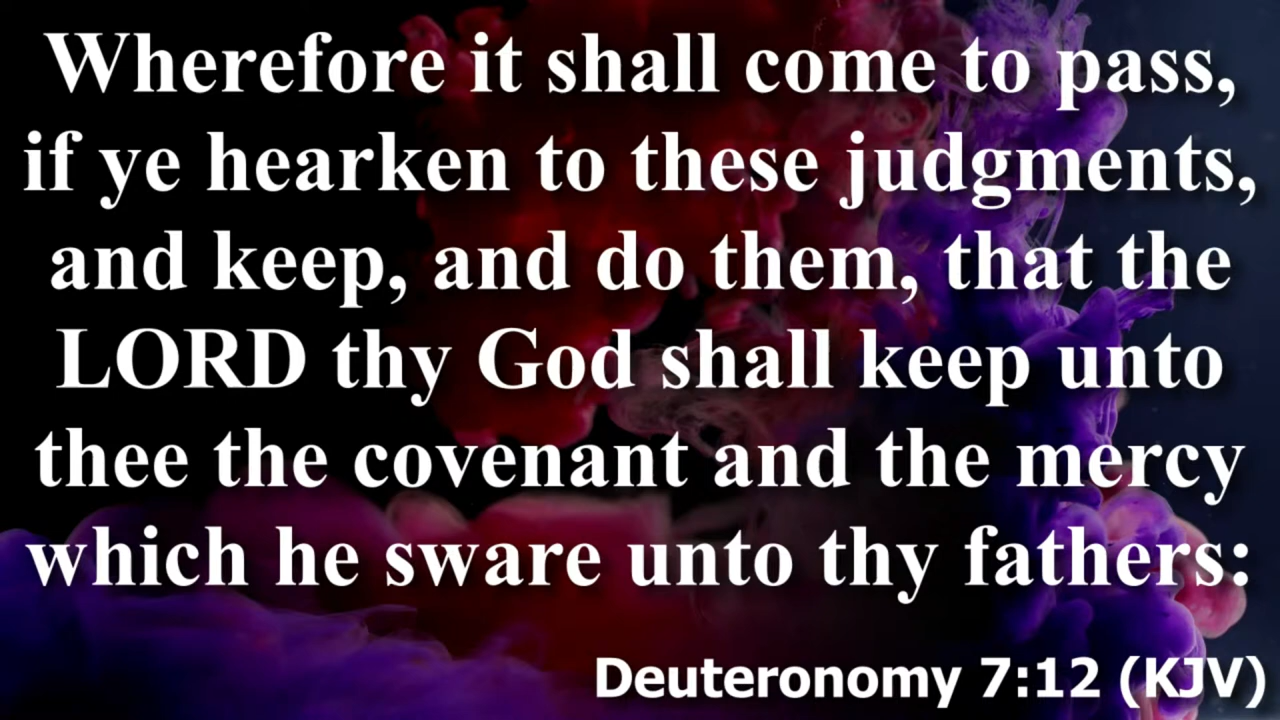 Wherefore it shall come to pass,
if ye hearken to these judgments,
and keep, and do them, that the
LORD thy God shall keep unto
thee the covenant and the mercy
which he sware unto thy fathers:
Deuteronomy 7:12 (KJV)